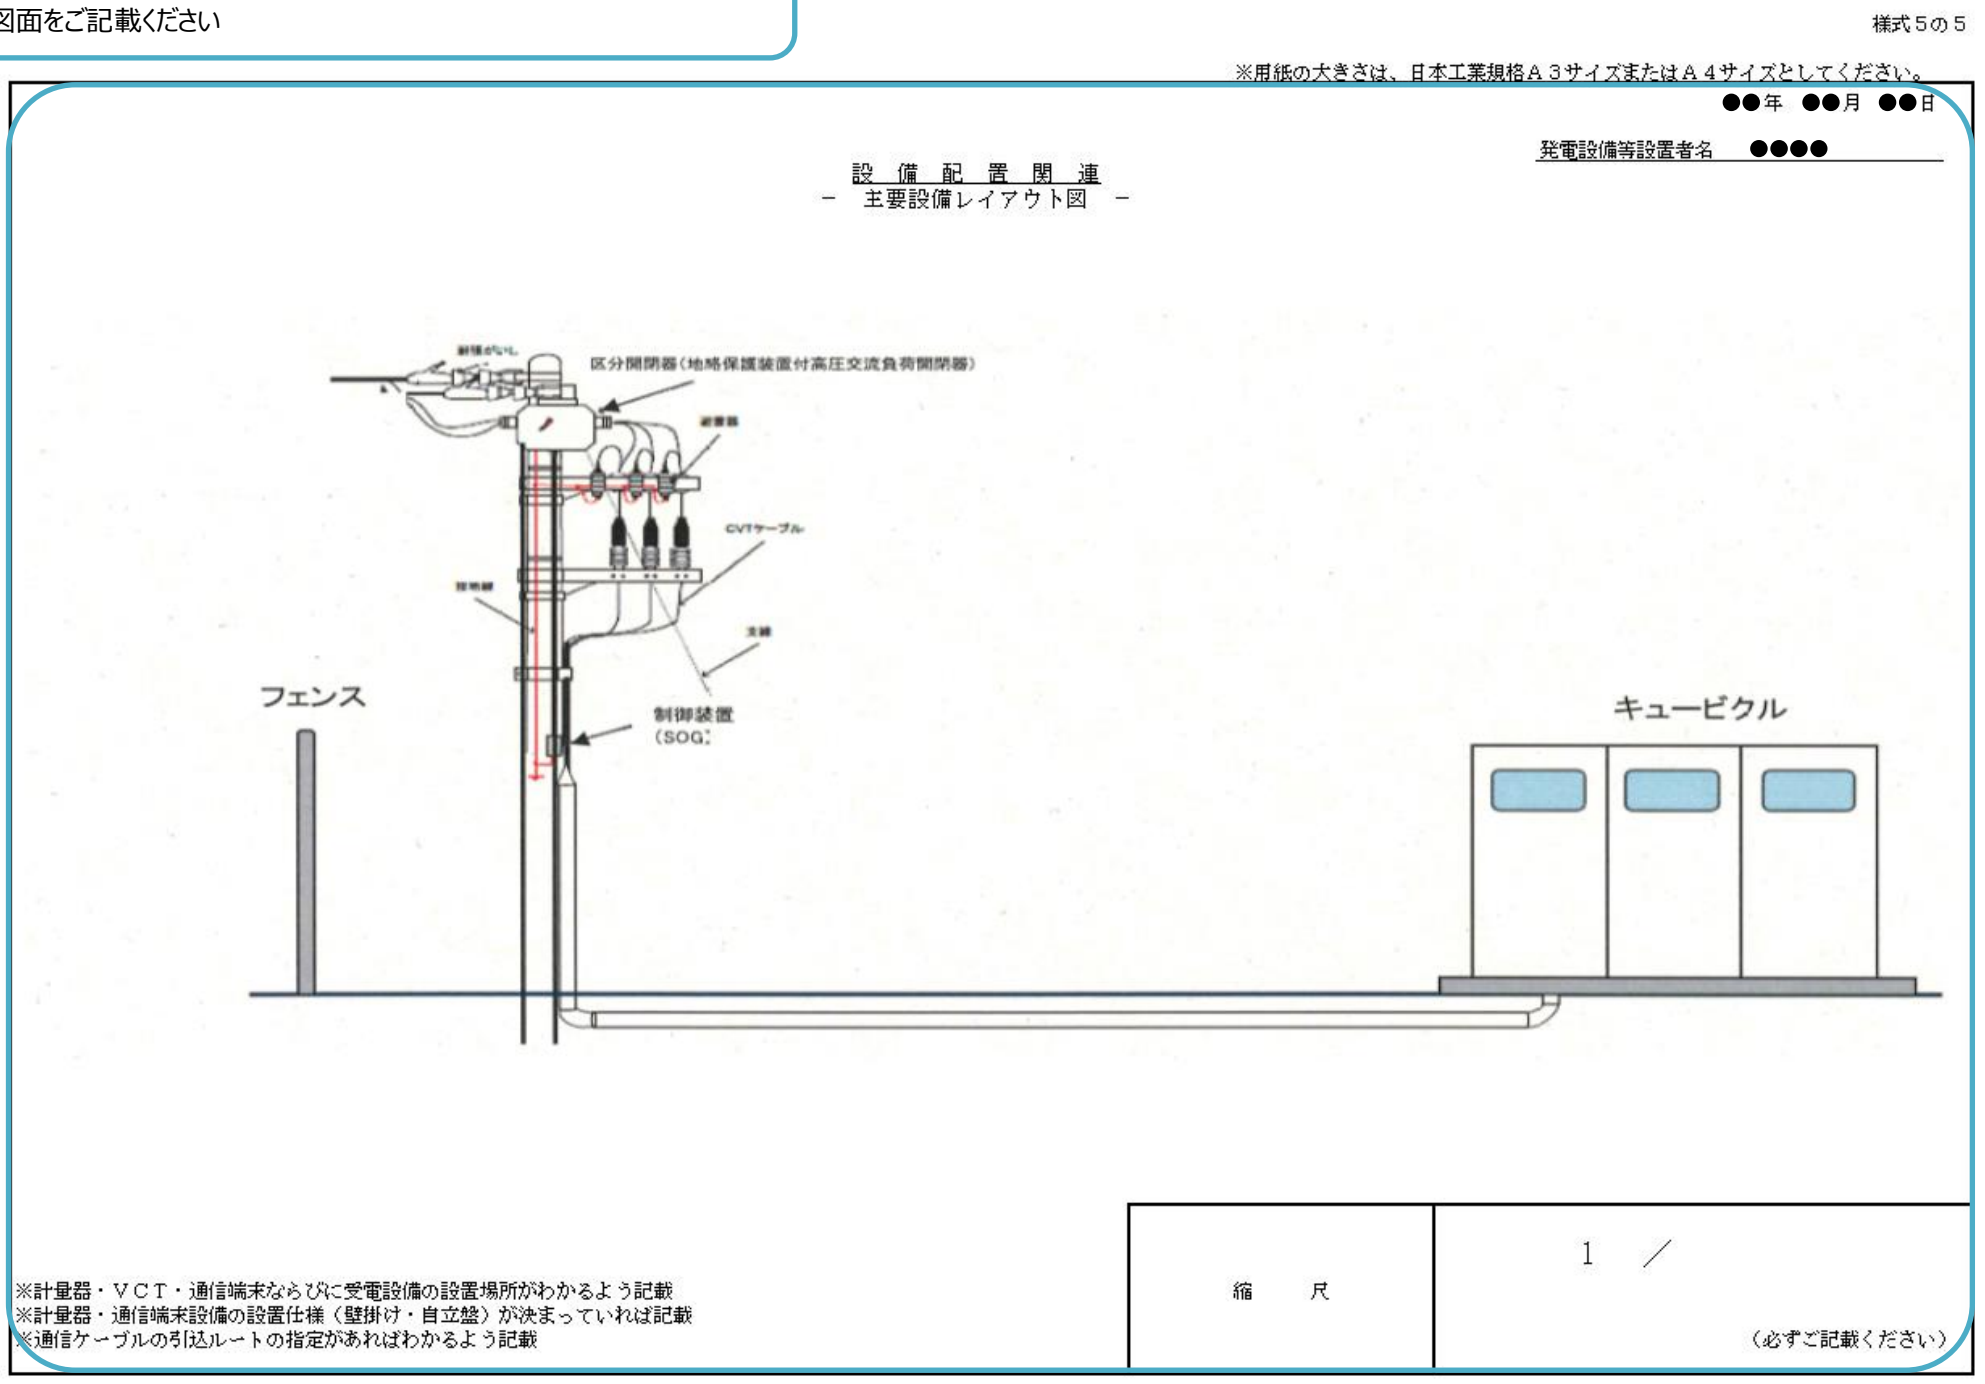 図面をご記載ください
様式５の５
※用紙の大きさは、日本工業規格Ａ３サイズまたはＡ４サイズとしてください。
●●年 ●●月 ●●日
発電設備等設置者名 ●●●●
設備配置関連
－ 主要設備レイアウト図 －
区分開閉器(地絡保護装置付高圧交流負荷開閉器)
避雷器
CVTケーブル
接地線
支線
フェンス
制御装置
(SOG)
キュービクル
1 ／
縮 尺
(必ずご記載ください)
※計量器・ＶＣＴ・通信端末ならびに受電設備の設置場所がわかるよう記載
※計量器・通信端末設備の設置仕様（壁掛け・自立盤）が決まっていれば記載
※通信ケーブルの引込ルートの指定があればわかるよう記載